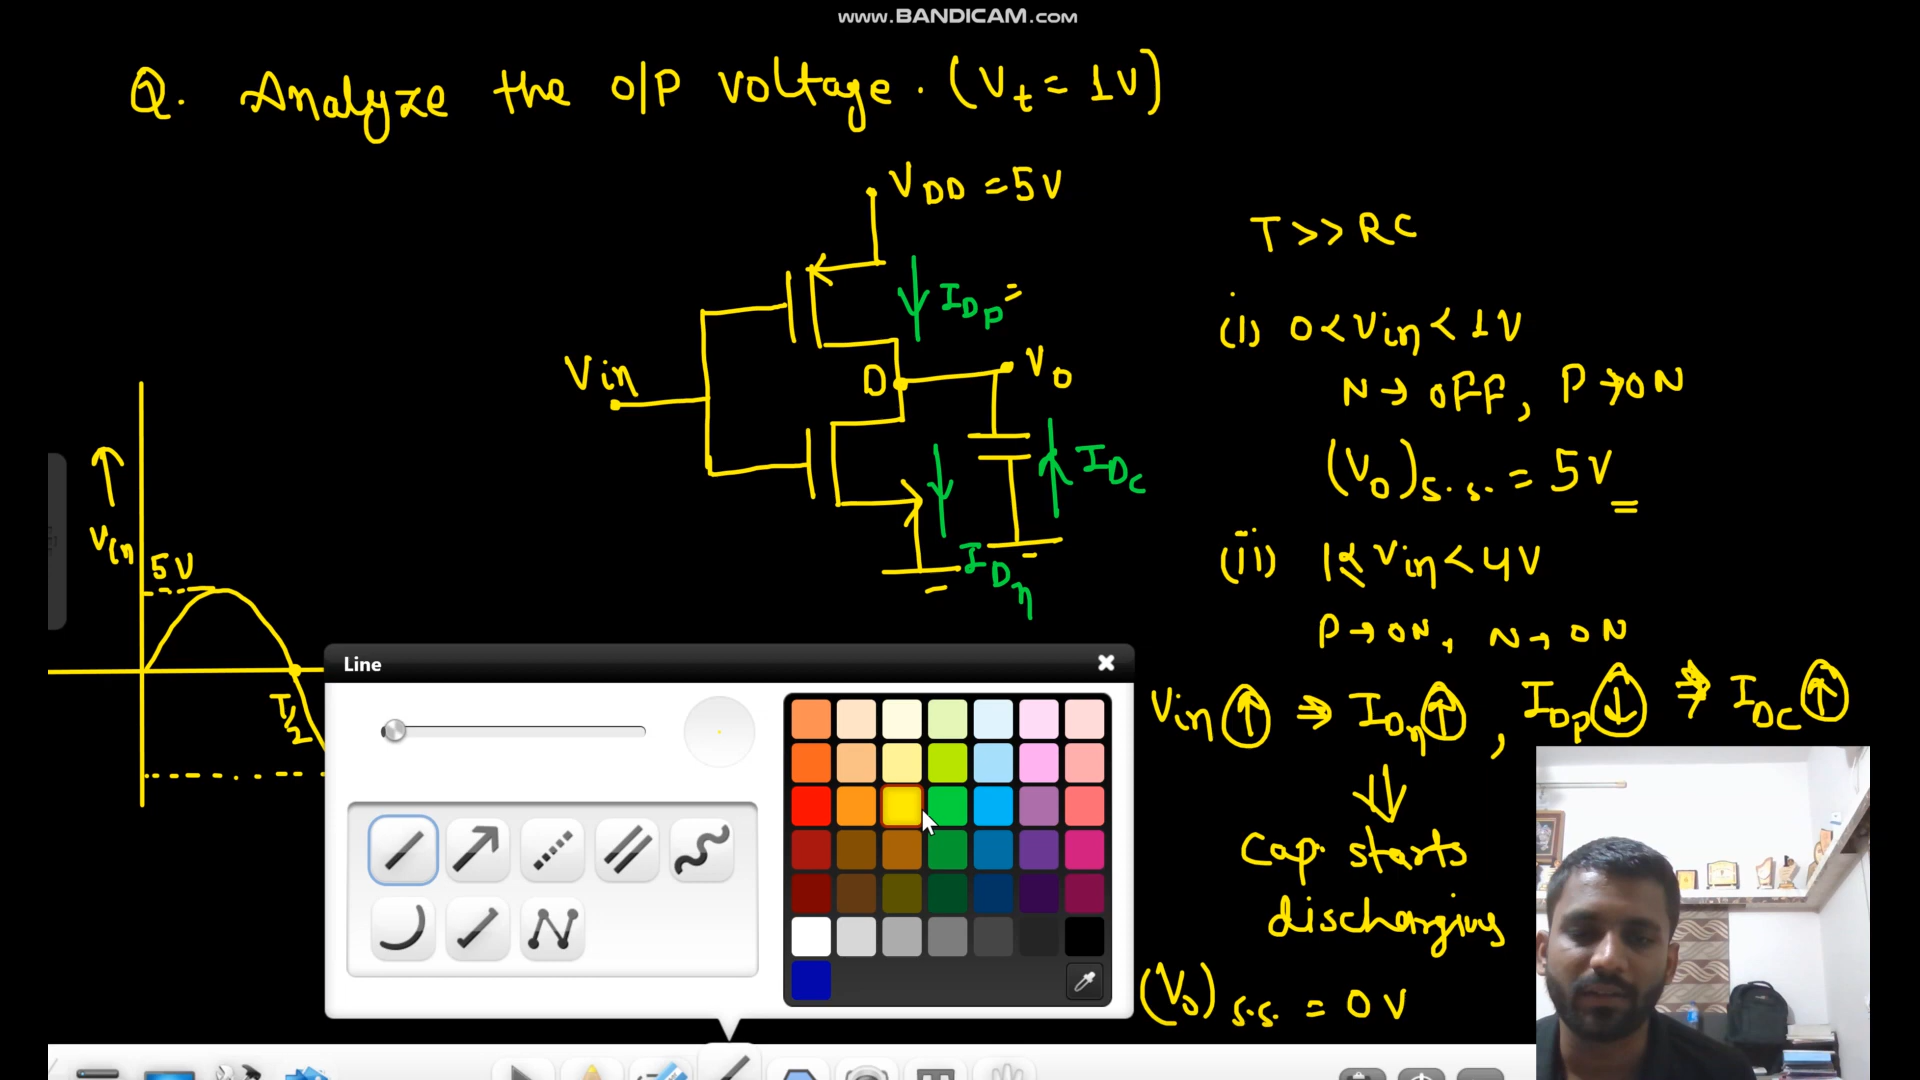 www.BANDICAM.com
Q. Analyze the o/p voltage. (Vt = 1V)
VDD = 5V
IDp =
Vin
D
Vo
IDc
IDn
Vin
5V
T/2
T >> RC
(i) 0 < Vin < 1V
N → OFF, P → ON
(Vo)s.s. = 5V
(ii) 1 ≤ Vin < 4V
P → ON, N → ON
Vin ↑ ⇒ IDn ↑, IDp ↓ ⇒ IDC ↑
Cap. starts
discharging
(Vo)s.s. = 0V
Line